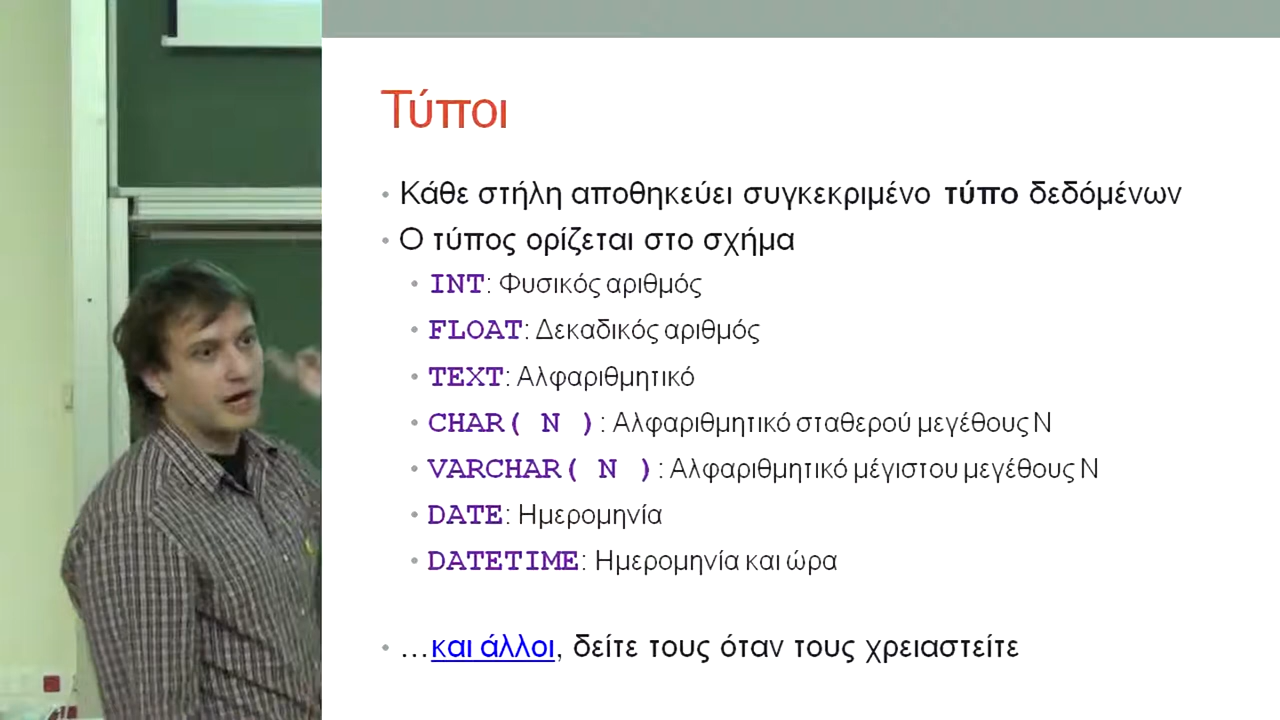 Τύποι
Κάθε στήλη αποθηκεύει συγκεκριμένο τύπο δεδόμένων
Ο τύπος ορίζεται στο σχήμα
INT: Φυσικός αριθμός
FLOAT: Δεκαδικός αριθμός
TEXT: Αλφαριθμητικό
CHAR( N ): Αλφαριθμητικό σταθερού μεγέθους N
VARCHAR( N ): Αλφαριθμητικό μέγιστου μεγέθους N
DATE: Ημερομηνία
DATETIME: Ημερομηνία και ώρα
…και άλλοι, δείτε τους όταν τους χρειαστείτε